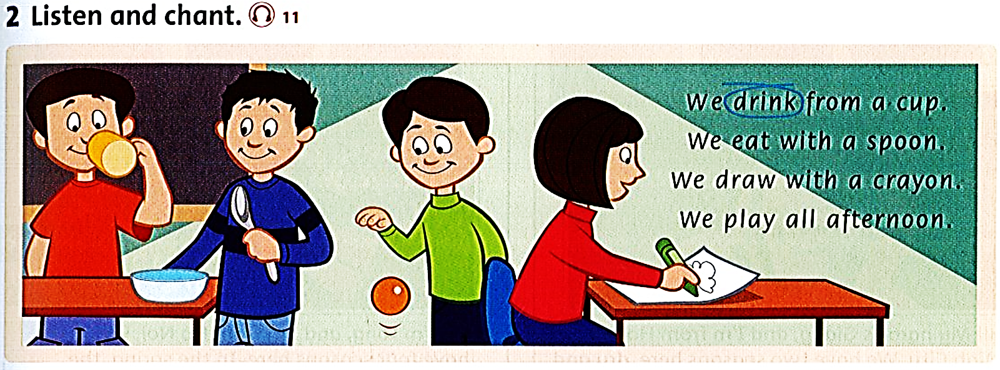 2 Listen and chant. 11
We drink from a cup.
We eat with a spoon.
We draw with a crayon.
We play all afternoon.